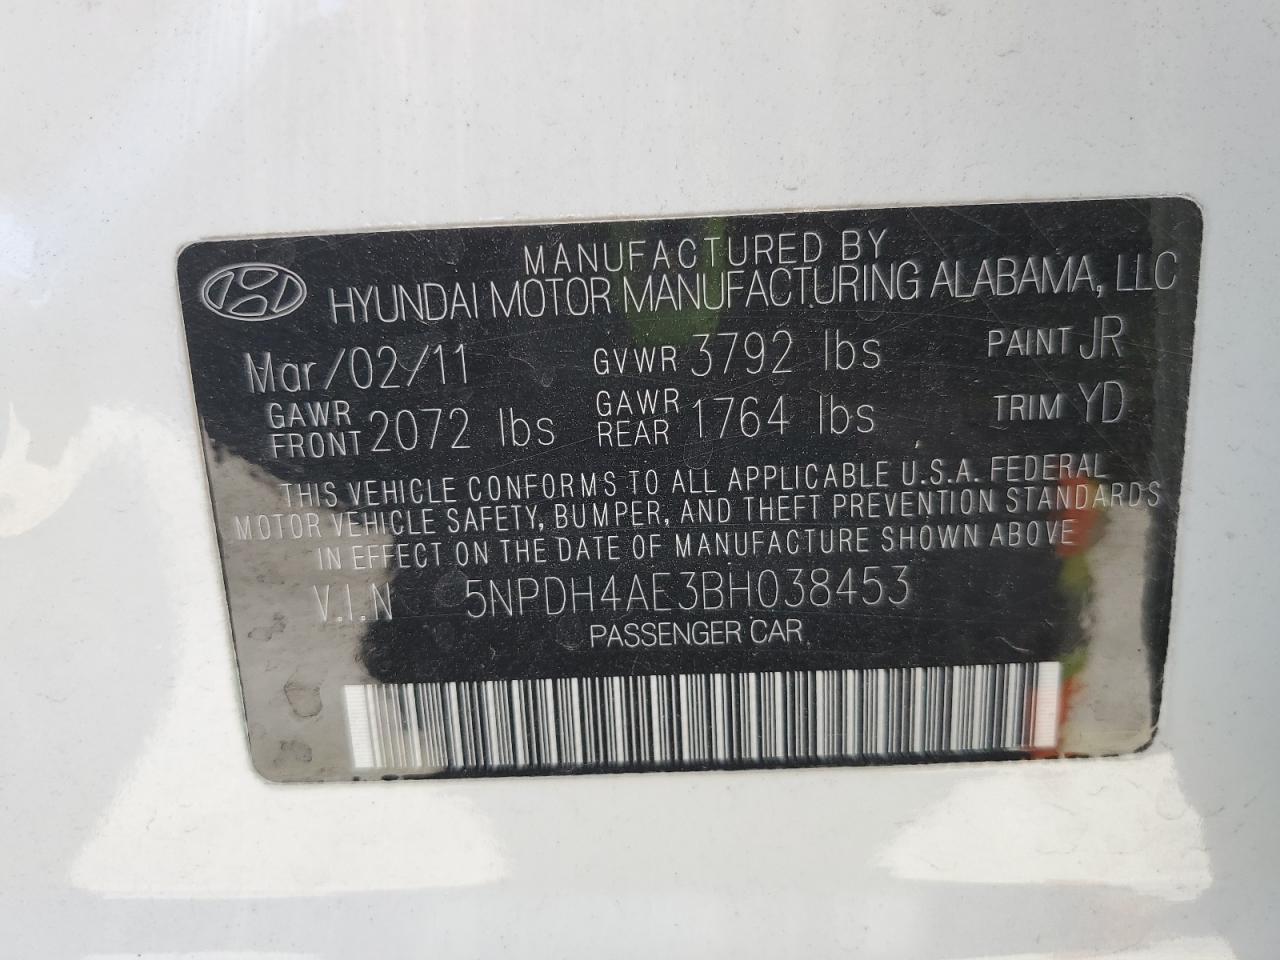 MANUFACTURED BY
HYUNDAI MOTOR MANUFACTURING ALABAMA, LLC
Mar/02/11 GVWR 3792 lbs PAINT JR
GAWR FRONT 2072 lbs GAWR REAR 1764 lbs TRIM YD
THIS VEHICLE CONFORMS TO ALL APPLICABLE U.S.A. FEDERAL
MOTOR VEHICLE SAFETY, BUMPER, AND THEFT PREVENTION STANDARDS
IN EFFECT ON THE DATE OF MANUFACTURE SHOWN ABOVE
V.I.N 5NPDH4AE3BH038453
PASSENGER CAR